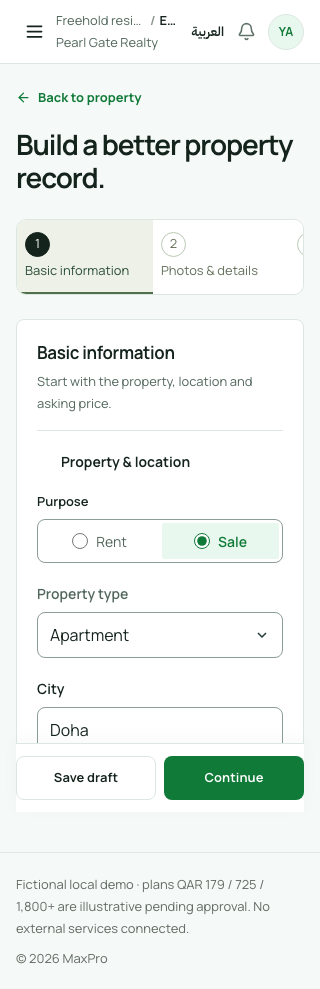 Freehold resi... / E...
Pearl Gate Realty
العربية
YA
Back to property
Build a better property
record.
1
Basic information
2
Photos & details
Basic information
Start with the property, location and
asking price.
Property & location
Purpose
Rent
Sale
Property type
Apartment
City
Doha
Save draft
Continue
Fictional local demo · plans QAR 179 / 725 /
1,800+ are illustrative pending approval. No
external services connected.
© 2026 MaxPro